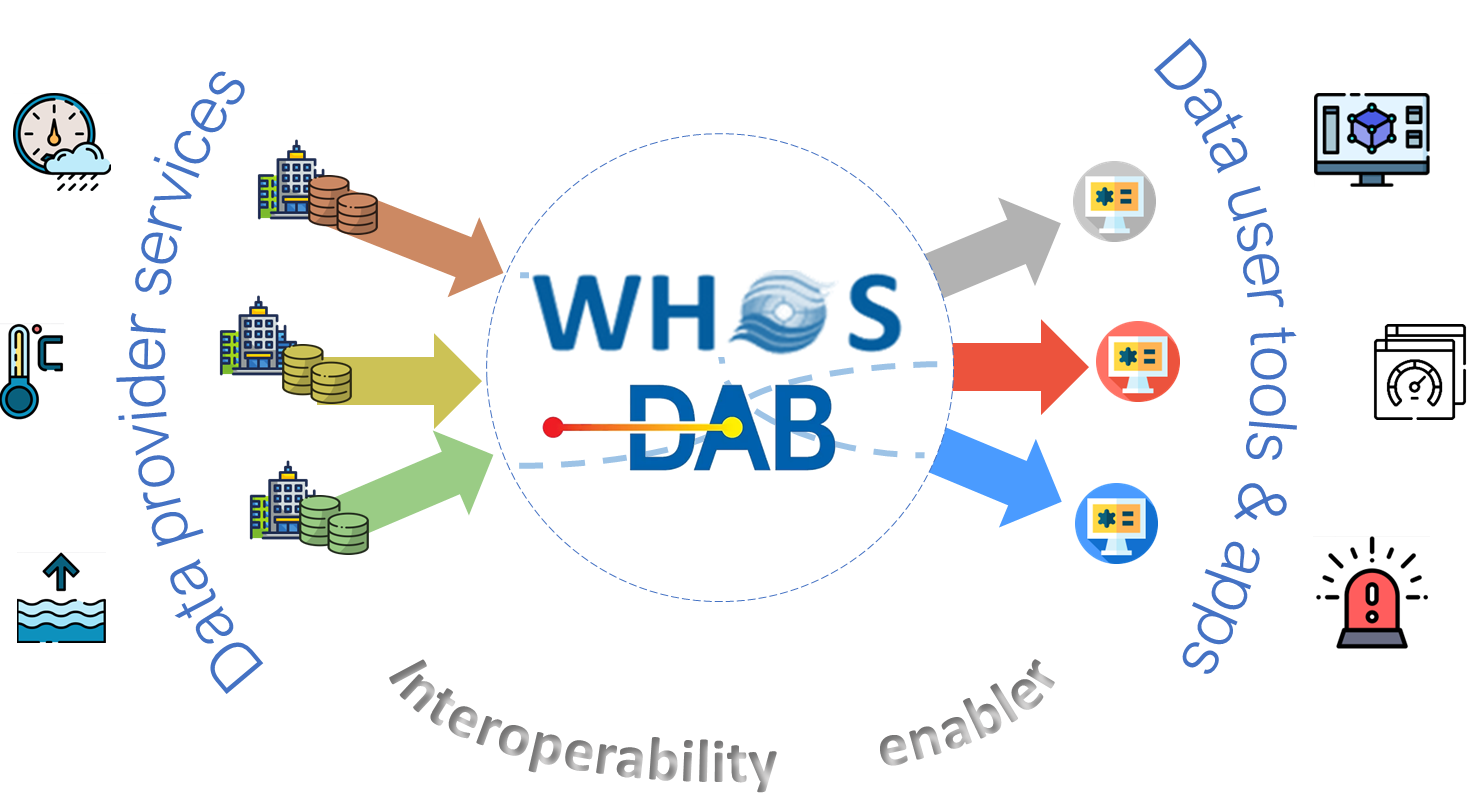 Data provider services
WHOS
DAB
Data user tools & apps
Interoperability enabler
°C